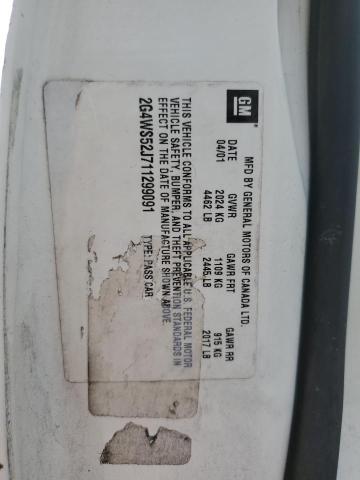 GM
MFD BY GENERAL MOTORS OF CANADA LTD.
DATE GVWR GAWR FRT GAWR RR
04/01 2024 KG 1109 KG 915 KG
4462 LB 2445 LB 2017 LB
THIS VEHICLE CONFORMS TO ALL APPLICABLE U.S. FEDERAL MOTOR
VEHICLE SAFETY, BUMPER, AND THEFT PREVENTION STANDARDS IN
EFFECT ON THE DATE OF MANUFACTURE SHOWN ABOVE.
2G4WS52J711299091 TYPE: PASS CAR